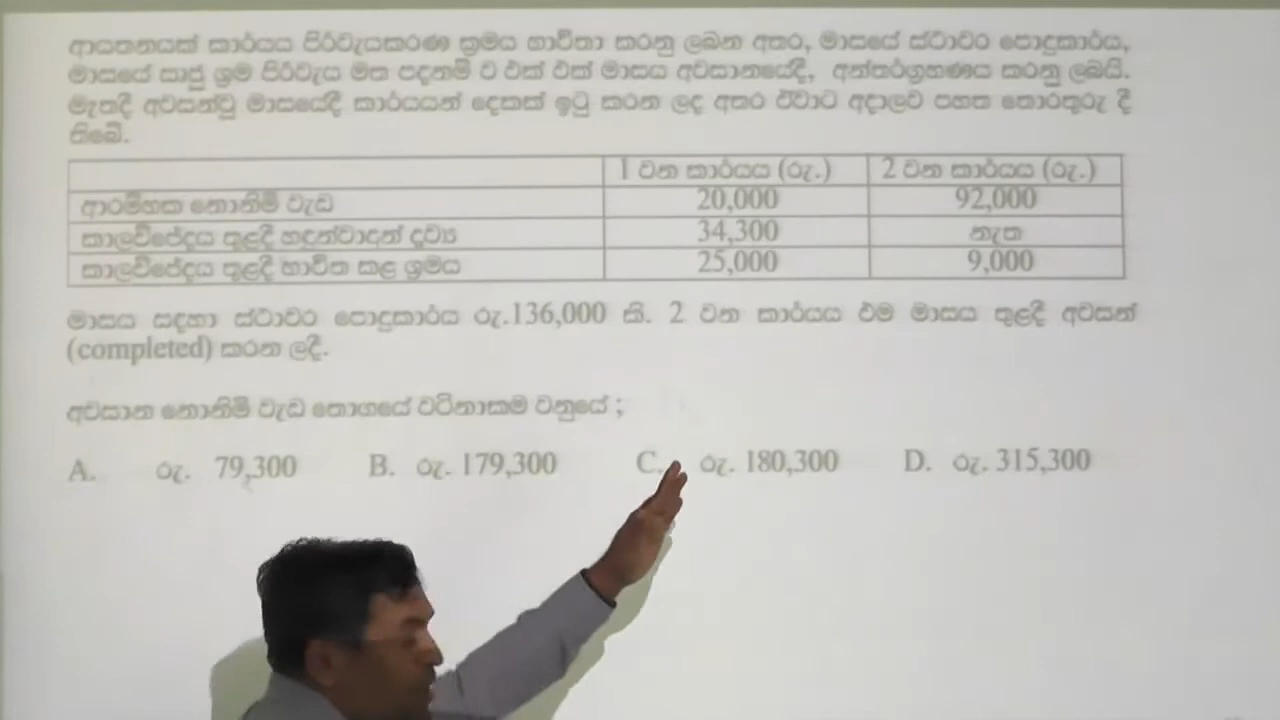 ආයතනයක් කාර්යය පිරිවැයකරණ ක්‍රමය භාවිතා කරනු ලබන අතර, මාසයේ ස්ථාවර පොදුකාර්ය,
මාසයේ සෘජු ශ්‍රම පිරිවැය මත පදනම් ව එක් එක් මාසය අවසානයේදී, අන්තර්ග්‍රහණය කරනු ලබයි.
මෑතදී අවසන්වූ මාසයේදී කාර්යයන් දෙකක් ඉටු කරන ලද අතර ඒවාට අදාලව පහත තොරතුරු දී
තිබේ.
1 වන කාර්යය (රු.) 2 වන කාර්යය (රු.)
ආරම්භක නොනිමි වැඩ 20,000 92,000
කාලච්ඡේදය තුළදී හඳුන්වාදුන් ද්‍රව්‍ය 34,300 නැත
කාලච්ඡේදය තුළදී භාවිත කළ ශ්‍රමය 25,000 9,000
මාසය සඳහා ස්ථාවර පොදුකාර්ය රු.136,000 කි. 2 වන කාර්යය එම මාසය තුළදී අවසන්
(completed) කරන ලදී.
අවසාන නොනිමි වැඩ තොගයේ වටිනාකම වනුයේ ;
A. රු. 79,300 B. රු. 179,300 C. රු. 180,300 D. රු. 315,300